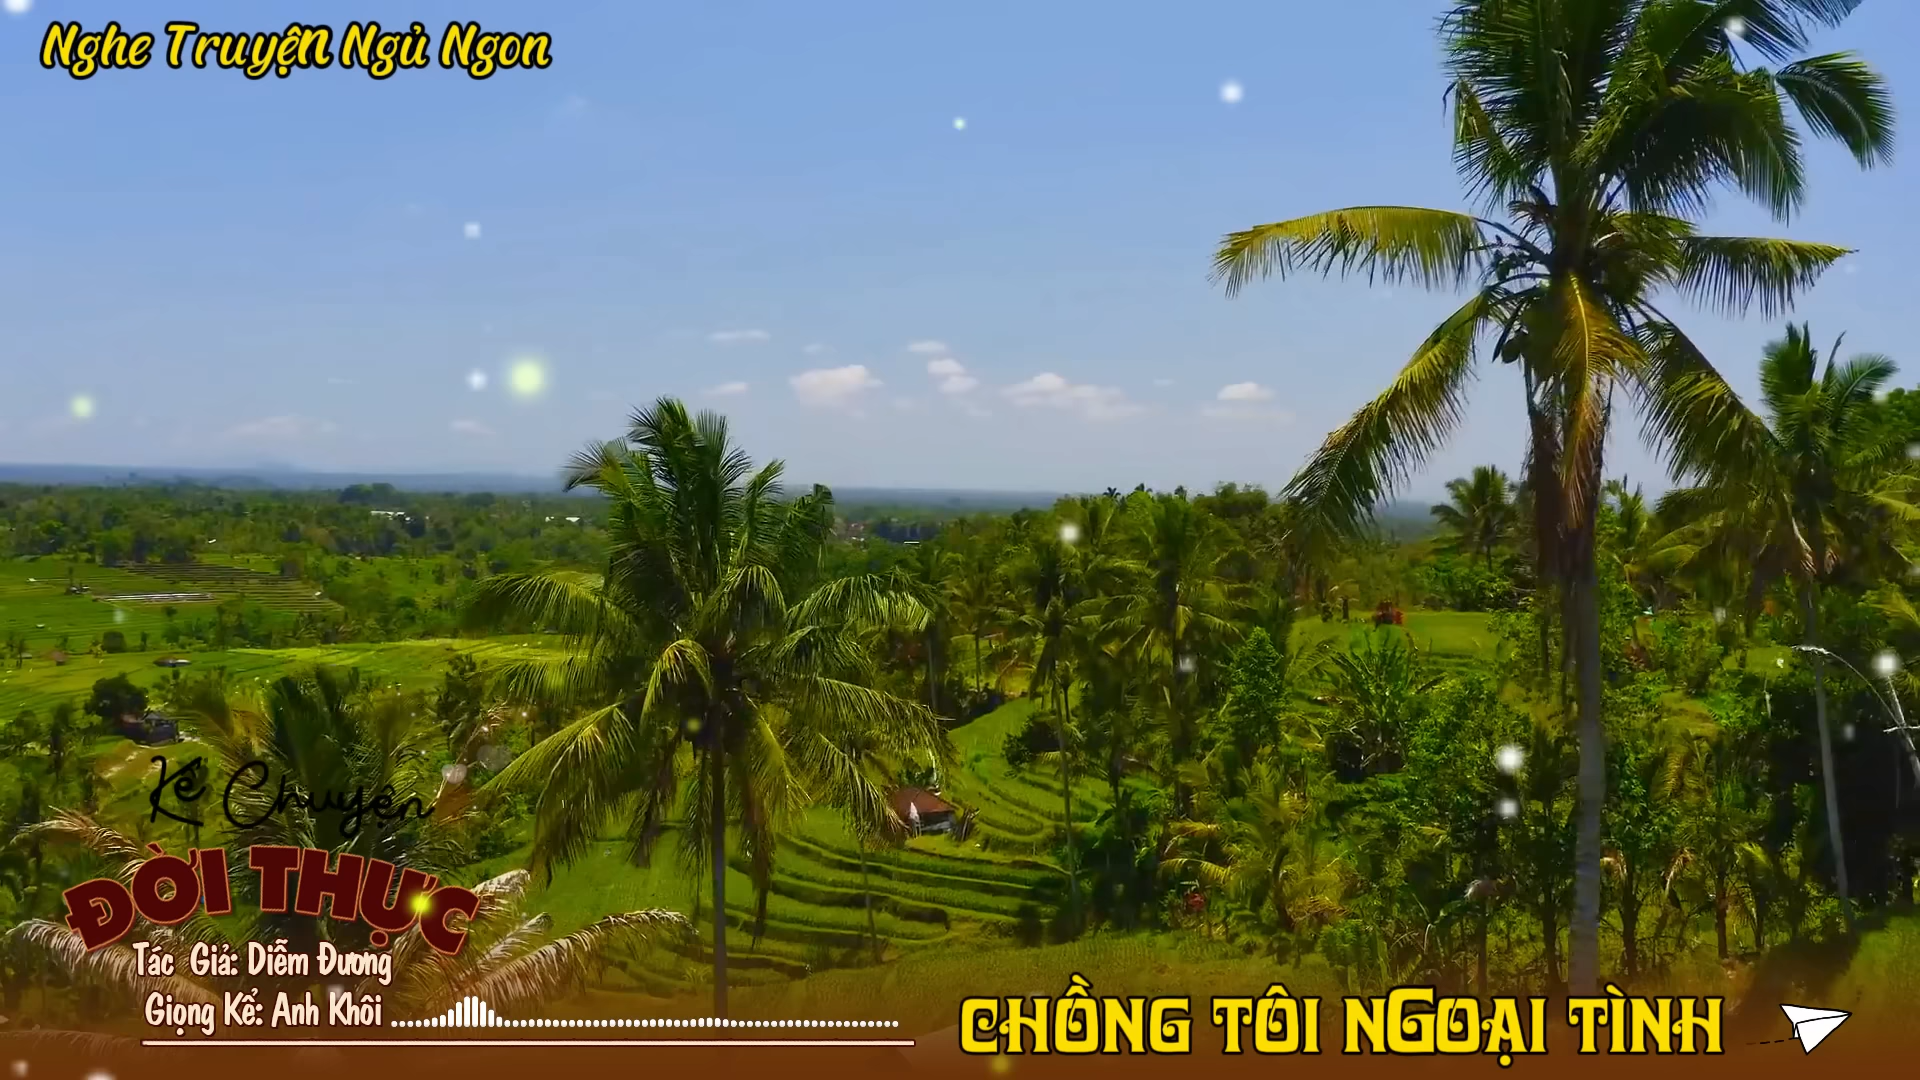 Nghe Truyện Ngủ Ngon
Kể Chuyện
ĐỜI THỰC
Tác Giả: Diễm Đương
Giọng Kể: Anh Khôi
CHỒNG TÔI NGOẠI TÌNH